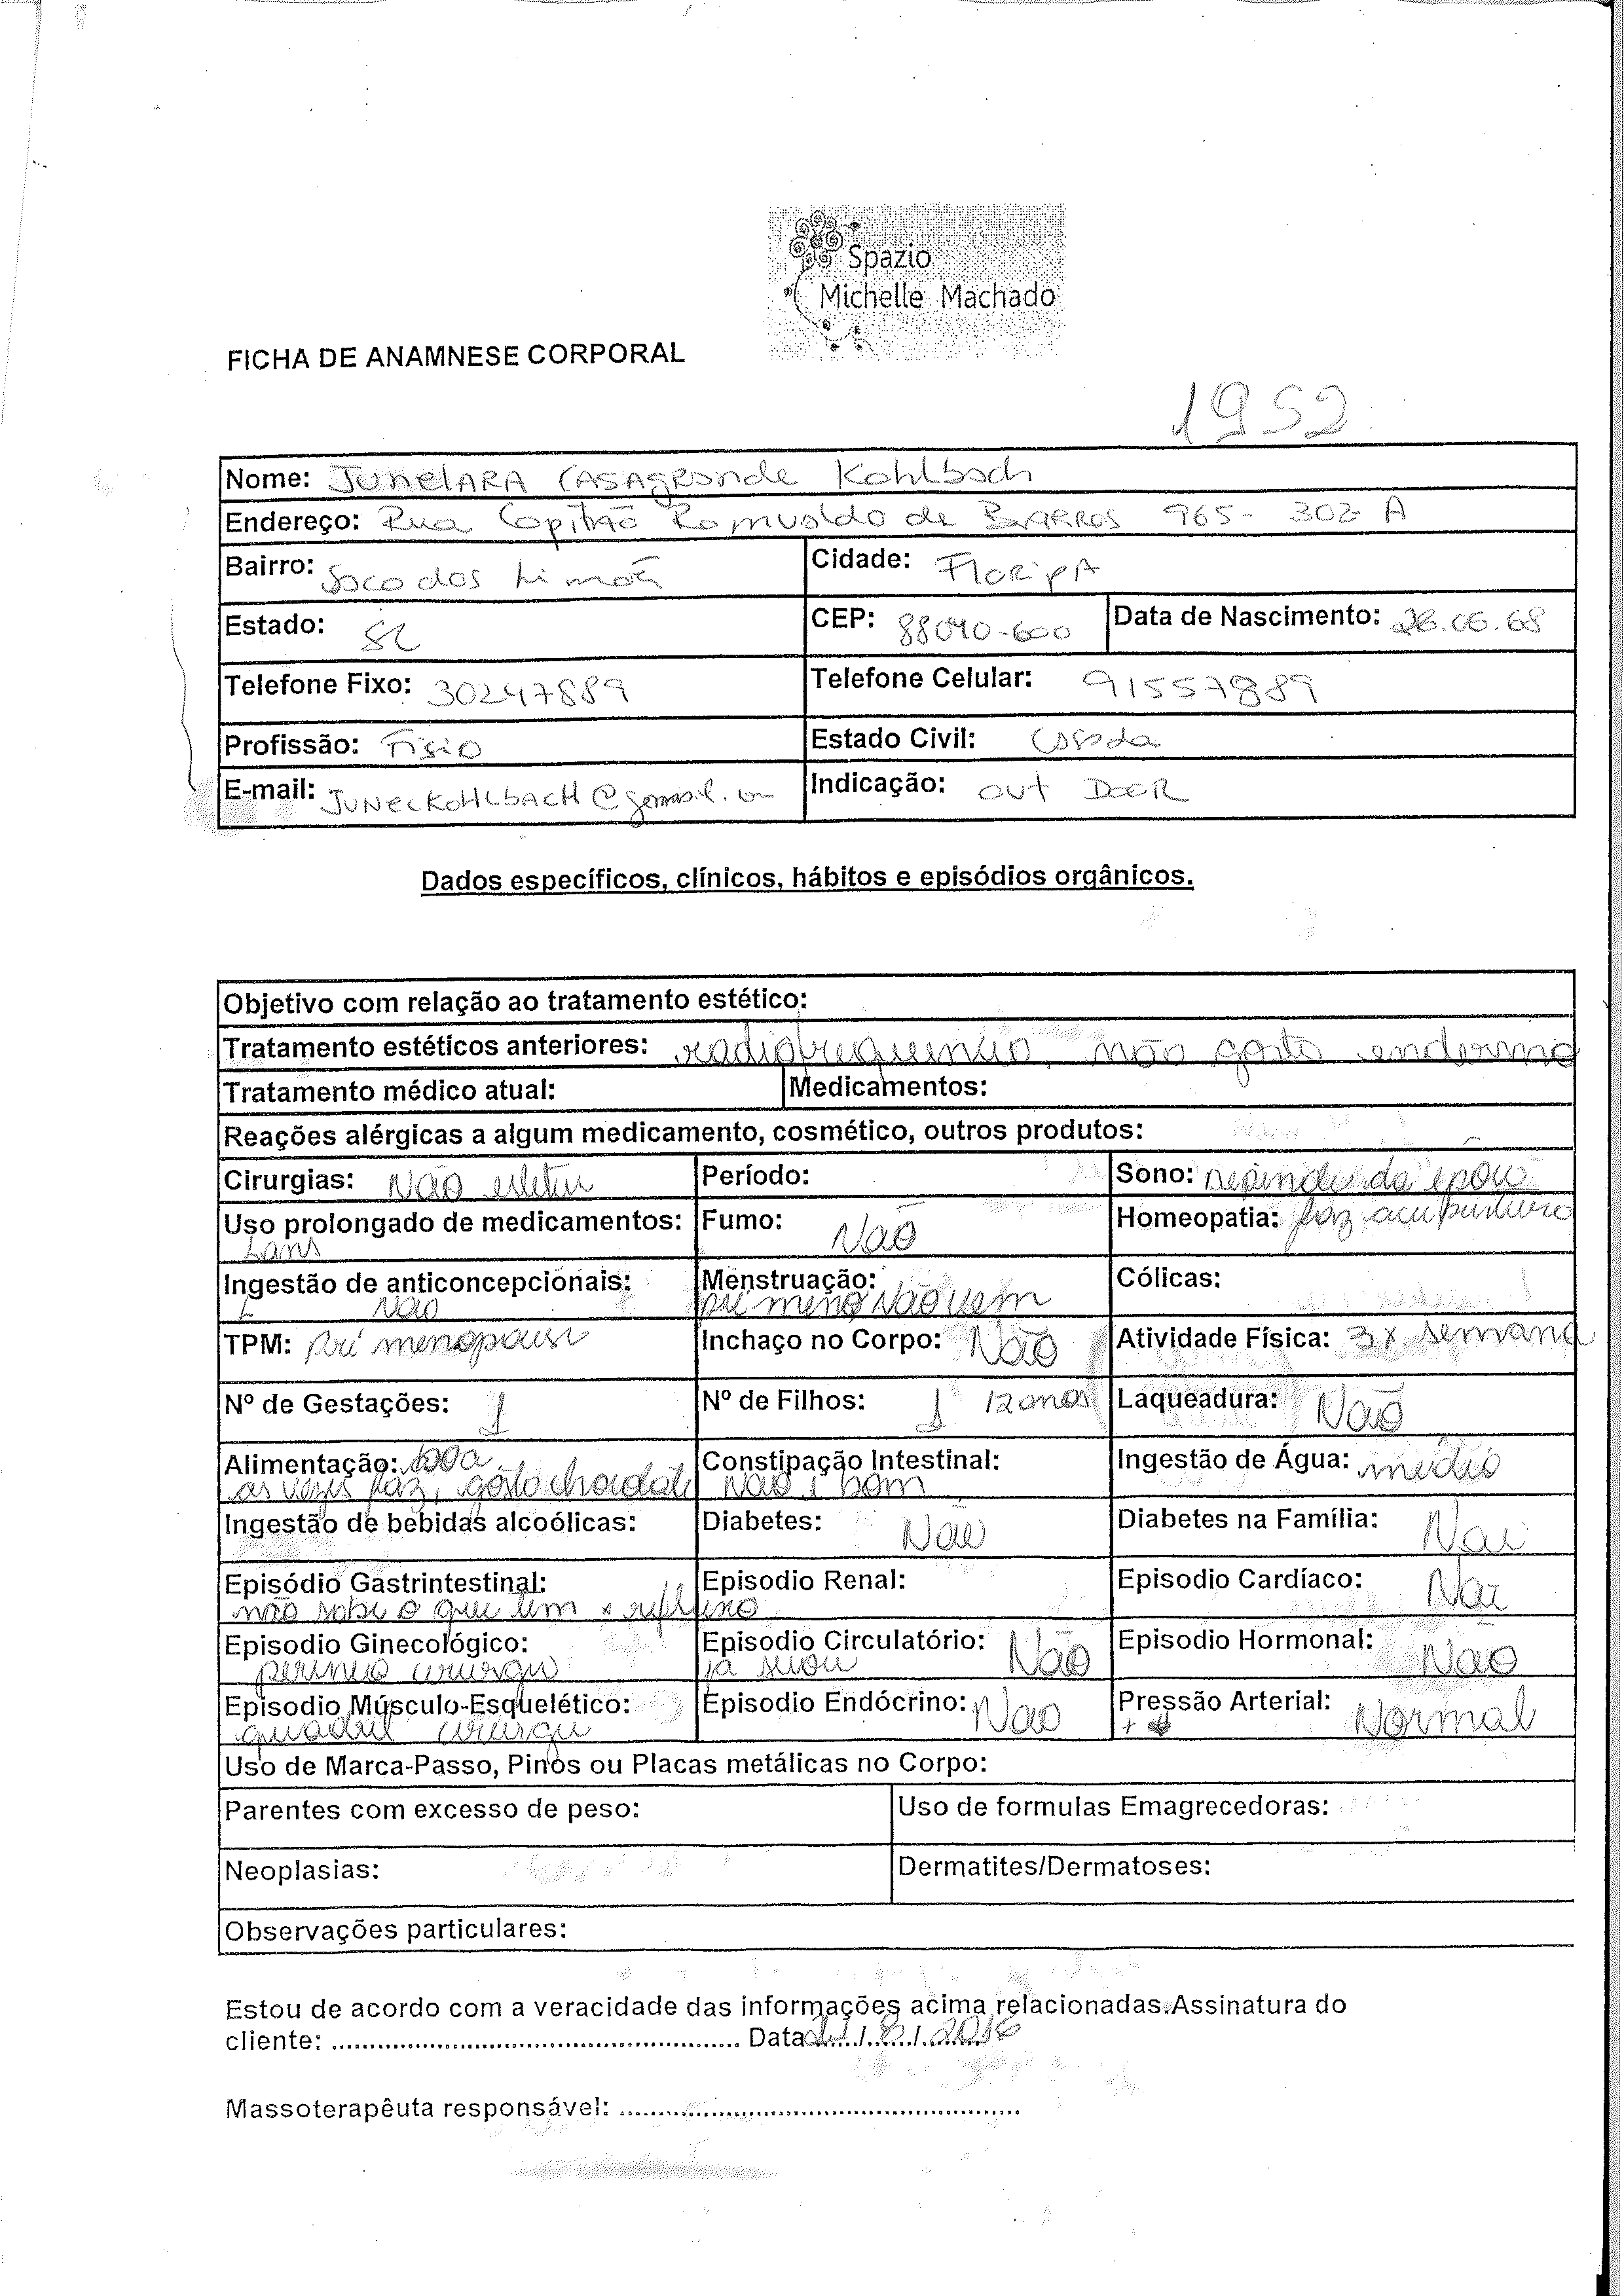 Spazio
Michelle Machado
FICHA DE ANAMNESE CORPORAL
1952
Nome: JUNELARA CASAGRANDE KOHLBACH
Endereço: Rua Capitão Romualdo de BARROS 965- 302 A
Bairro: Saco dos Limões Cidade: FLORIPA
Estado: SC CEP: 88040-600 Data de Nascimento: 26.06.68
Telefone Fixo: 30247889 Telefone Celular: 91557889
Profissão: Fisio Estado Civil: Casada
E-mail: JUNECKOHLBACH@gmail. Indicação: OUT DOOR
Dados específicos, clínicos, hábitos e episódios orgânicos.
Objetivo com relação ao tratamento estético:
Tratamento estéticos anteriores: radiofrequencia, não gosto endermo
Tratamento médico atual: Medicamentos:
Reações alérgicas a algum medicamento, cosmético, outros produtos:
Cirurgias: Não Período: Sono: depende da época
Uso prolongado de medicamentos: Fumo: Não Homeopatia: faz acupuntura
Ingestão de anticoncepcionais: Menstruação: Cólicas:
Não pré meno não vem
TPM: pré menopausa Inchaço no Corpo: Não Atividade Física: 3x semana
Nº de Gestações: 1 Nº de Filhos: 1 12 anos Laqueadura: Não
Alimentação: boa Constipação Intestinal: Ingestão de Água: médio
as vezes faz, gosta chocolate Não é bom
Ingestão de bebidas alcoólicas: Diabetes: Não Diabetes na Família: Não
Episódio Gastrintestinal: Episodio Renal: Episodio Cardíaco: Não
não sabe o que tem
Episodio Ginecológico: Episodio Circulatório: Não Episodio Hormonal: Não
perineo cirurgia já
Episodio Músculo-Esquelético: Episodio Endócrino: Não Pressão Arterial: Normal
quadril cirurgia +
Uso de Marca-Passo, Pinos ou Placas metálicas no Corpo:
Parentes com excesso de peso: Uso de formulas Emagrecedoras:
Neoplasias: Dermatites/Dermatoses:
Observações particulares:
Estou de acordo com a veracidade das informações acima relacionadas.Assinatura do
cliente: ........................................ Data 21/8/2016
Massoterapêuta responsável: ........................................